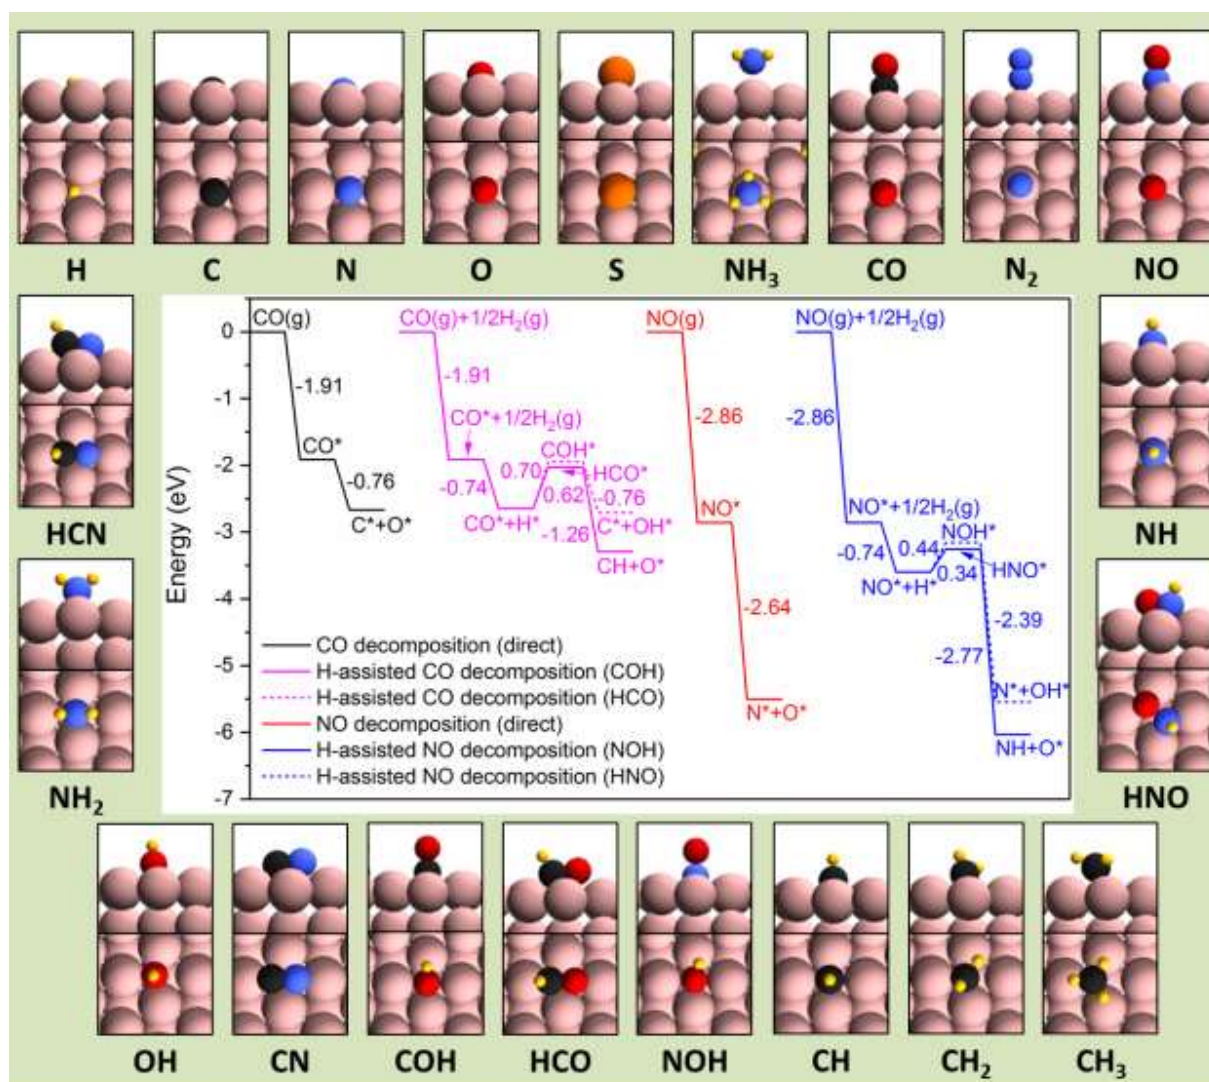 H C N O S NH₃ CO N₂ NO
HCN
NH₂
NH
HNO
Energy (eV)
0
-1
-2
-3
-4
-5
-6
-7
CO(g)
-1.91
CO*
-0.76
C*+O*
CO(g)+1/2H₂(g)
-1.91
CO*+1/2H₂(g)
-0.74
CO*+H*
0.70
COH*
HCO*
0.62
-0.76
C*+OH*
-1.26
CH+O*
NO(g)
-2.86
NO*
-2.64
N*+O*
NO(g)+1/2H₂(g)
-2.86
NO*+1/2H₂(g)
-0.74
NO*+H*
0.44
NOH*
HNO*
0.34
-2.39
-2.77
N*+OH*
NH+O*
CO decomposition (direct)
H-assisted CO decomposition (COH)
H-assisted CO decomposition (HCO)
NO decomposition (direct)
H-assisted NO decomposition (NOH)
H-assisted NO decomposition (HNO)
OH CN COH HCO NOH CH CH₂ CH₃